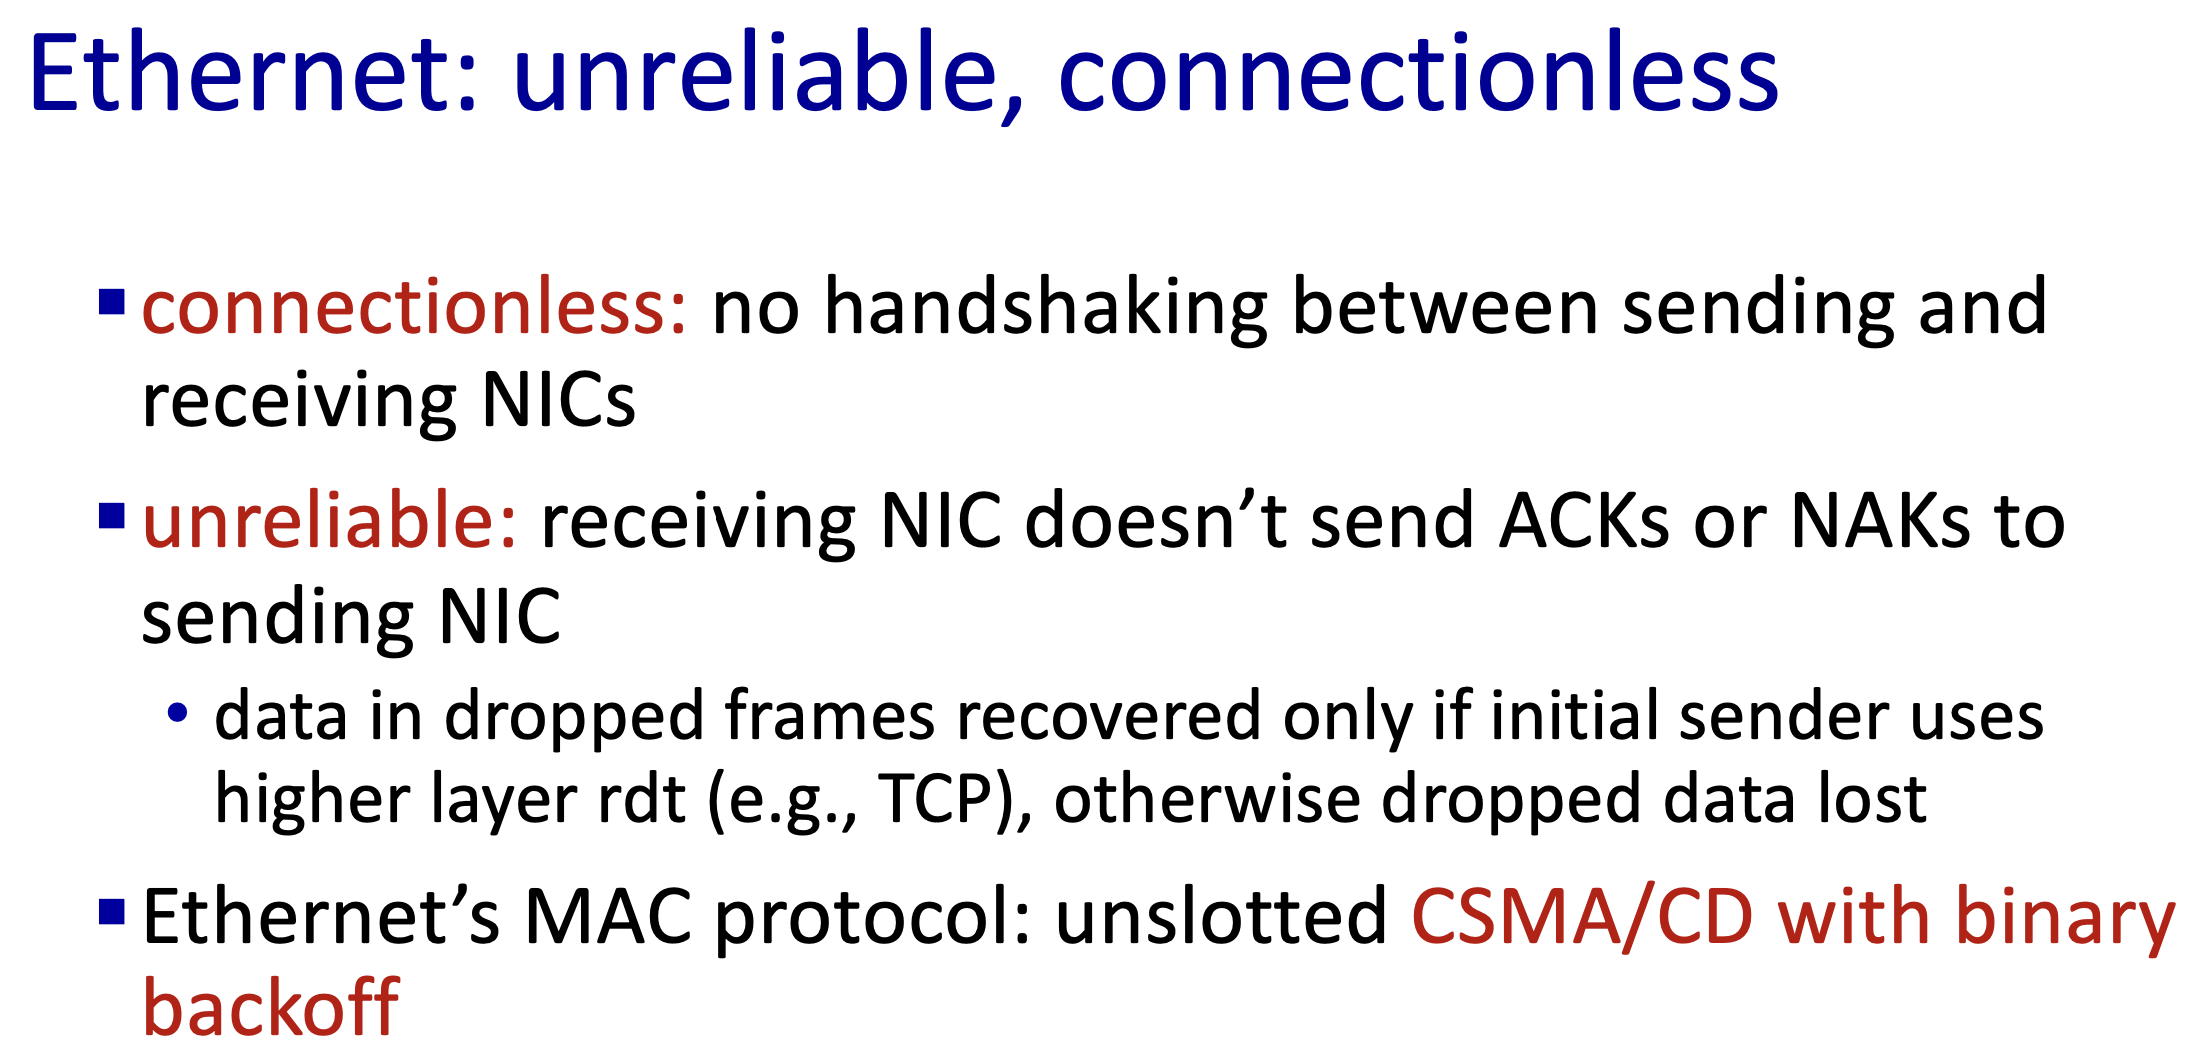 Ethernet: unreliable, connectionless
▪ connectionless: no handshaking between sending and
receiving NICs
▪ unreliable: receiving NIC doesn’t send ACKs or NAKs to
sending NIC
• data in dropped frames recovered only if initial sender uses
higher layer rdt (e.g., TCP), otherwise dropped data lost
▪ Ethernet’s MAC protocol: unslotted CSMA/CD with binary
backoff